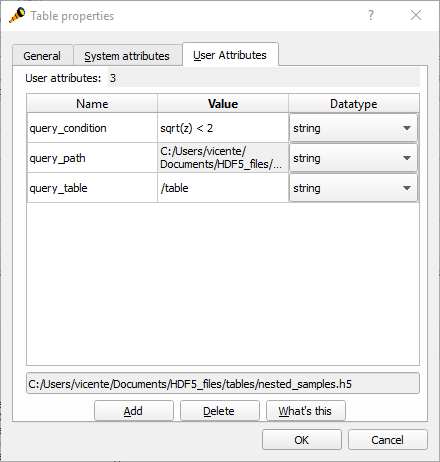 Table properties
?
General System attributes User Attributes
User attributes: 3
Name Value Datatype
query_condition sqrt(z) < 2 string
query_path C:/Users/vicente/ string
Documents/HDF5_files/...
query_table /table string
C:/Users/vicente/Documents/HDF5_files/tables/nested_samples.h5
Add Delete What's this
OK Cancel